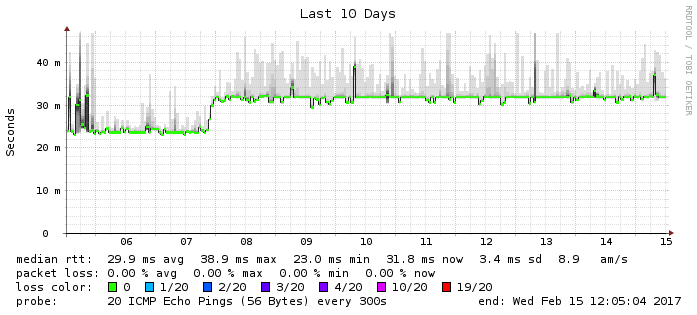 Last 10 Days
RRDTOOL / TOBI OETIKER
Seconds
40 m
30 m
20 m
10 m
0
06 07 08 09 10 11 12 13 14 15
median rtt: 29.9 ms avg 38.9 ms max 23.0 ms min 31.8 ms now 3.4 ms sd 8.9 am/s
packet loss: 0.00 % avg 0.00 % max 0.00 % min 0.00 % now
loss color: 0 1/20 2/20 3/20 4/20 10/20 19/20
probe: 20 ICMP Echo Pings (56 Bytes) every 300s end: Wed Feb 15 12:05:04 2017